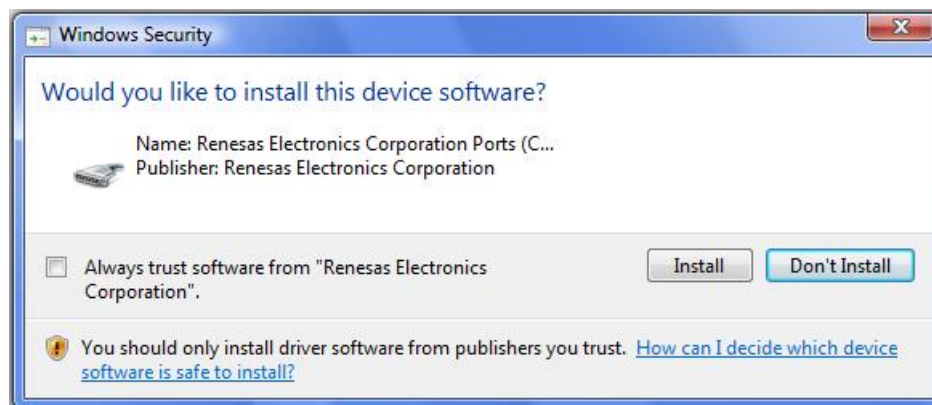 Windows Security
Would you like to install this device software?
Name: Renesas Electronics Corporation Ports (C...
Publisher: Renesas Electronics Corporation
Always trust software from "Renesas Electronics
Corporation".
Install
Don't Install
You should only install driver software from publishers you trust. How can I decide which device
software is safe to install?